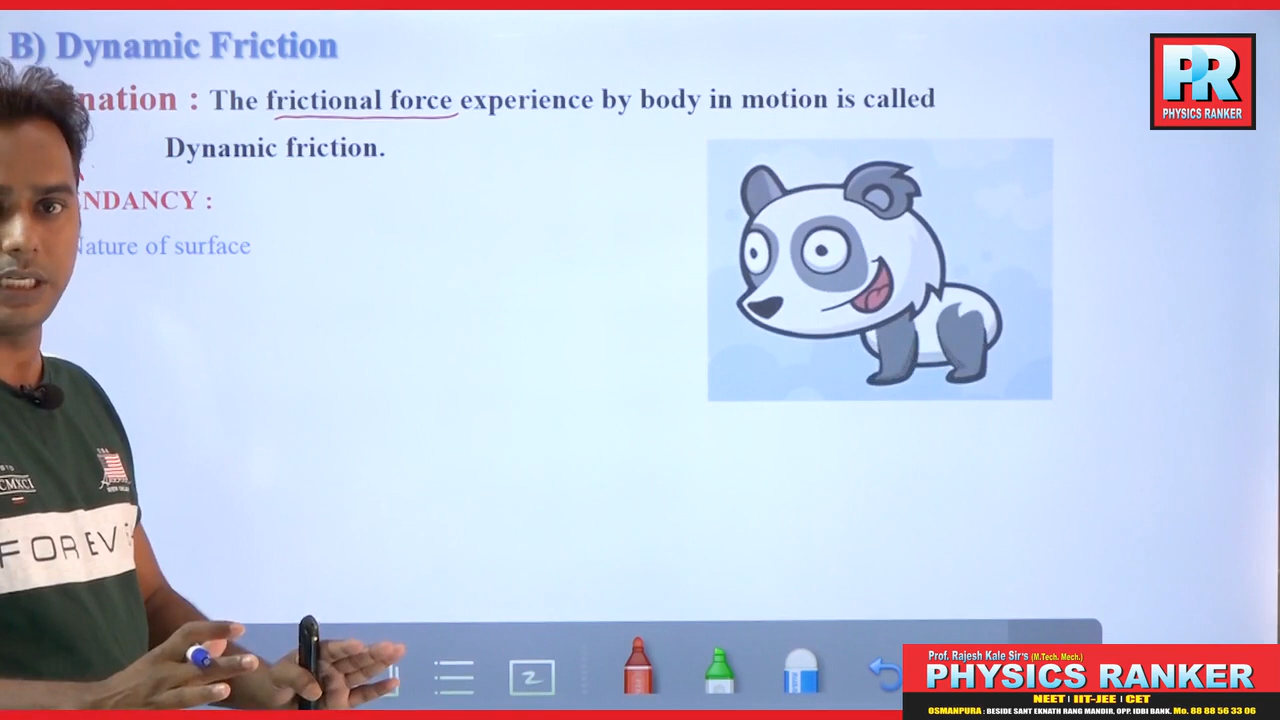 B) Dynamic Friction
nation : The frictional force experience by body in motion is called
Dynamic friction.
NDANCY :
Nature of surface
PR
PHYSICS RANKER
CMXCI
FOREV
2
Prof. Rajesh Kale Sir's (M.Tech. Mech.)
PHYSICS RANKER
NEET | IIT-JEE | CET
OSMANPURA : BESIDE SANT EKNATH RANG MANDIR, OPP. IDBI BANK. Mo. 88 88 56 33 06